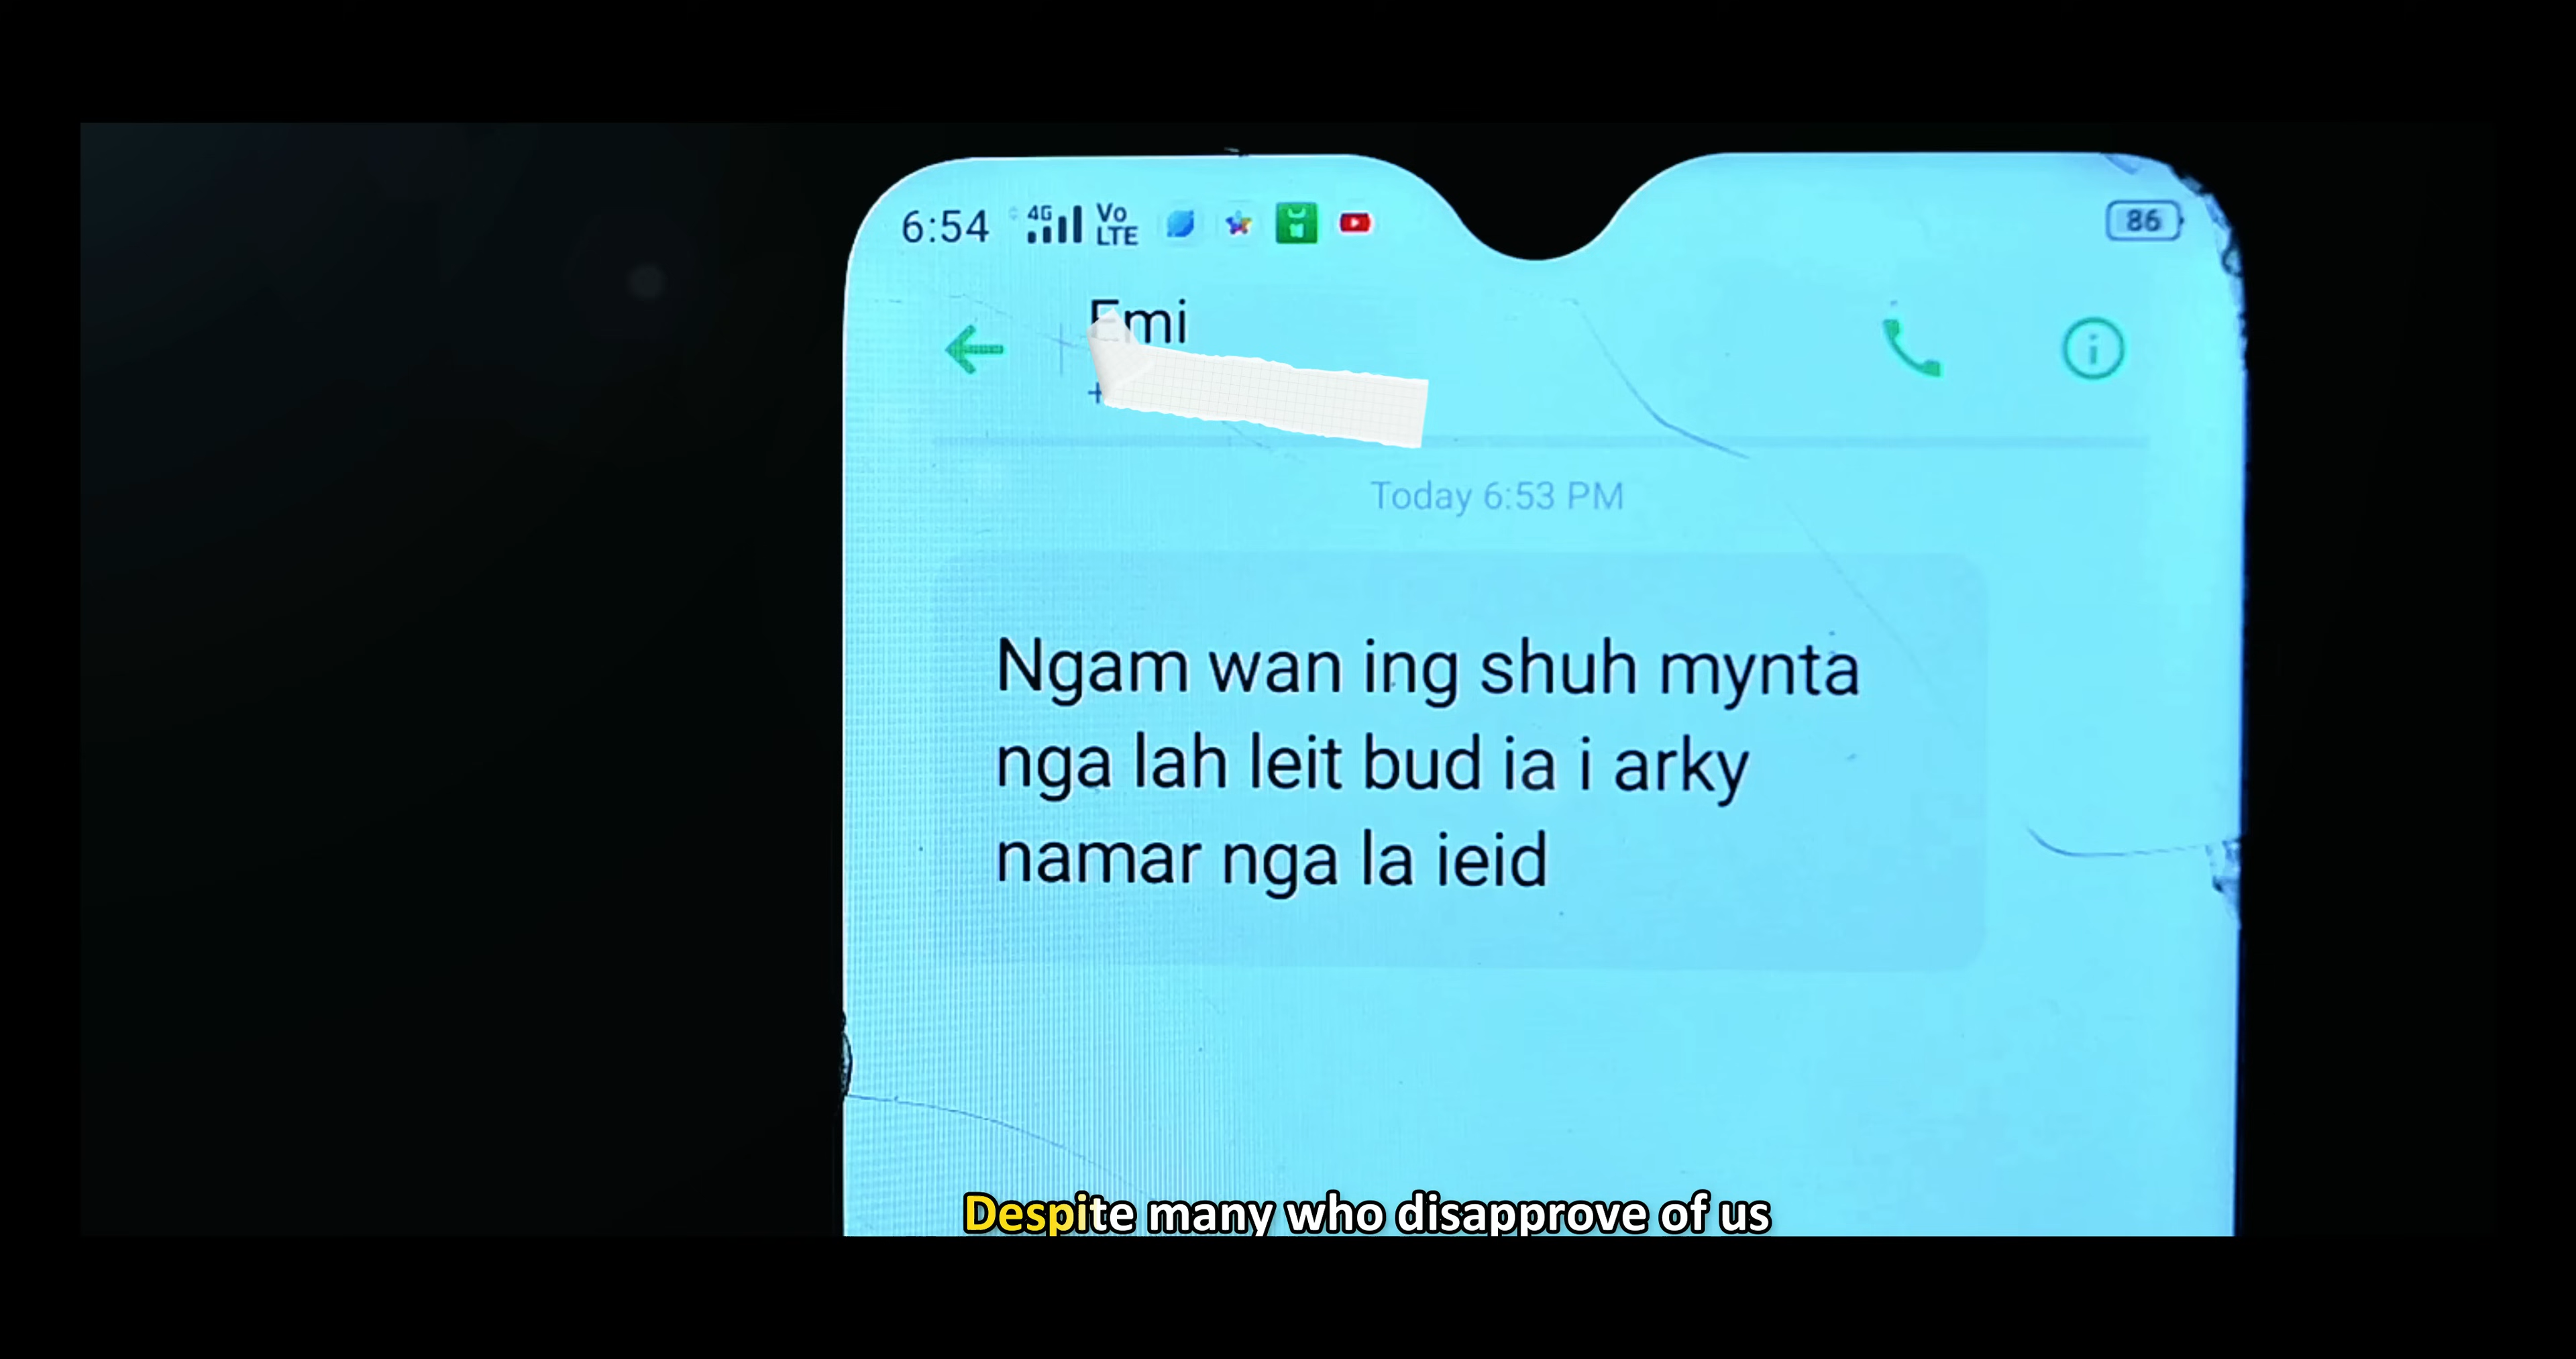 6:54 4G Vo LTE 86
Emi
+
Today 6:53 PM
Ngam wan ing shuh mynta
nga lah leit bud ia i arky
namar nga la ieid
Despite many who disapprove of us